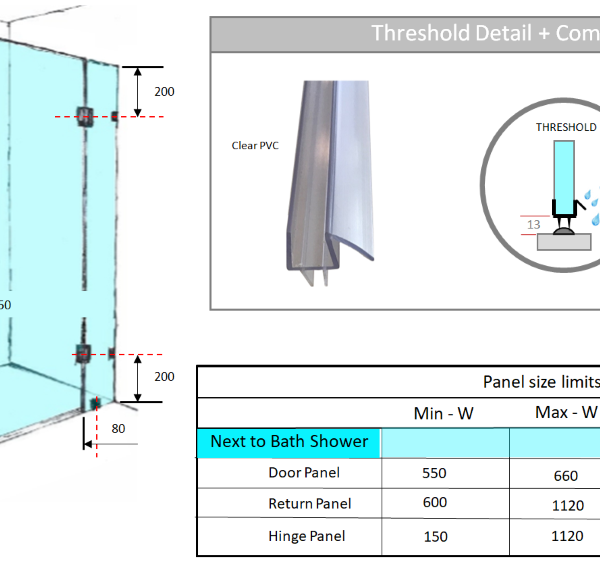 Threshold Detail + Com
200
Clear PVC
THRESHOLD
13
60
200
80
Panel size limits
Min - W Max - W
Next to Bath Shower
Door Panel 550 660
Return Panel 600 1120
Hinge Panel 150 1120